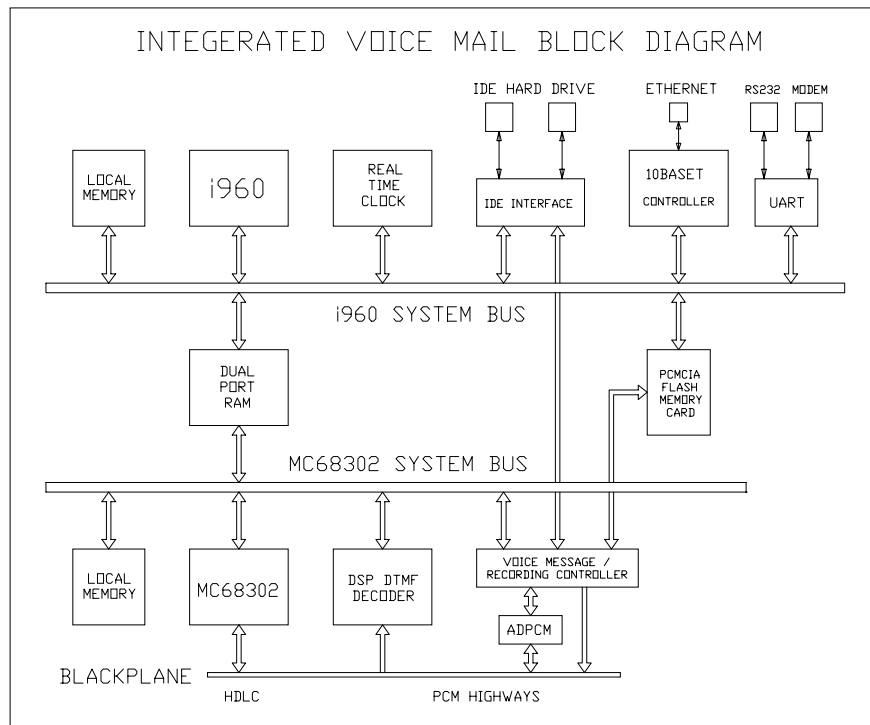 INTEGERATED VOICE MAIL BLOCK DIAGRAM
IDE HARD DRIVE
ETHERNET
RS232 MODEM
LOCAL
MEMORY
i960
REAL
TIME
CLOCK
IDE INTERFACE
10BASET
CONTROLLER
UART
i960 SYSTEM BUS
DUAL
PORT
RAM
PCMCIA
FLASH
MEMORY
CARD
MC68302 SYSTEM BUS
LOCAL
MEMORY
MC68302
DSP DTMF
DECODER
VOICE MESSAGE /
RECORDING CONTROLLER
ADPCM
BLACKPLANE
HDLC
PCM HIGHWAYS